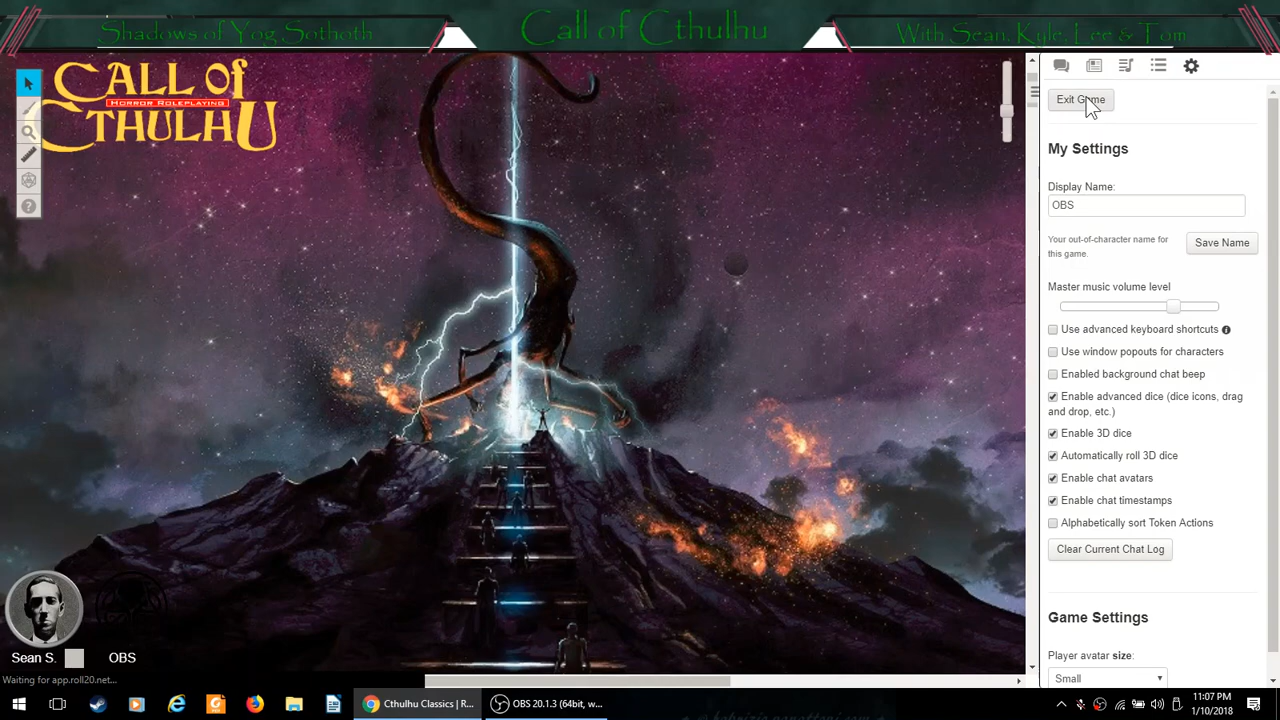 Shadows of Yog Sothoth
Call of Cthulhu
With Sean, Kyle, Lee & Tom
CALL of
HORROR ROLEPLAYING
CTHULHU
Exit Game
My Settings
Display Name:
OBS
Your out-of-character name for
this game.
Save Name
Master music volume level
Use advanced keyboard shortcuts
Use window popouts for characters
Enabled background chat beep
Enable advanced dice (dice icons, drag
and drop, etc.)
Enable 3D dice
Automatically roll 3D dice
Enable chat avatars
Enable chat timestamps
Alphabetically sort Token Actions
Clear Current Chat Log
Game Settings
Player avatar size:
Small
Sean S.
OBS
Waiting for app.roll20.net...
Cthulhu Classics | R...
OBS 20.1.3 (64bit, w...
11:07 PM
1/10/2018